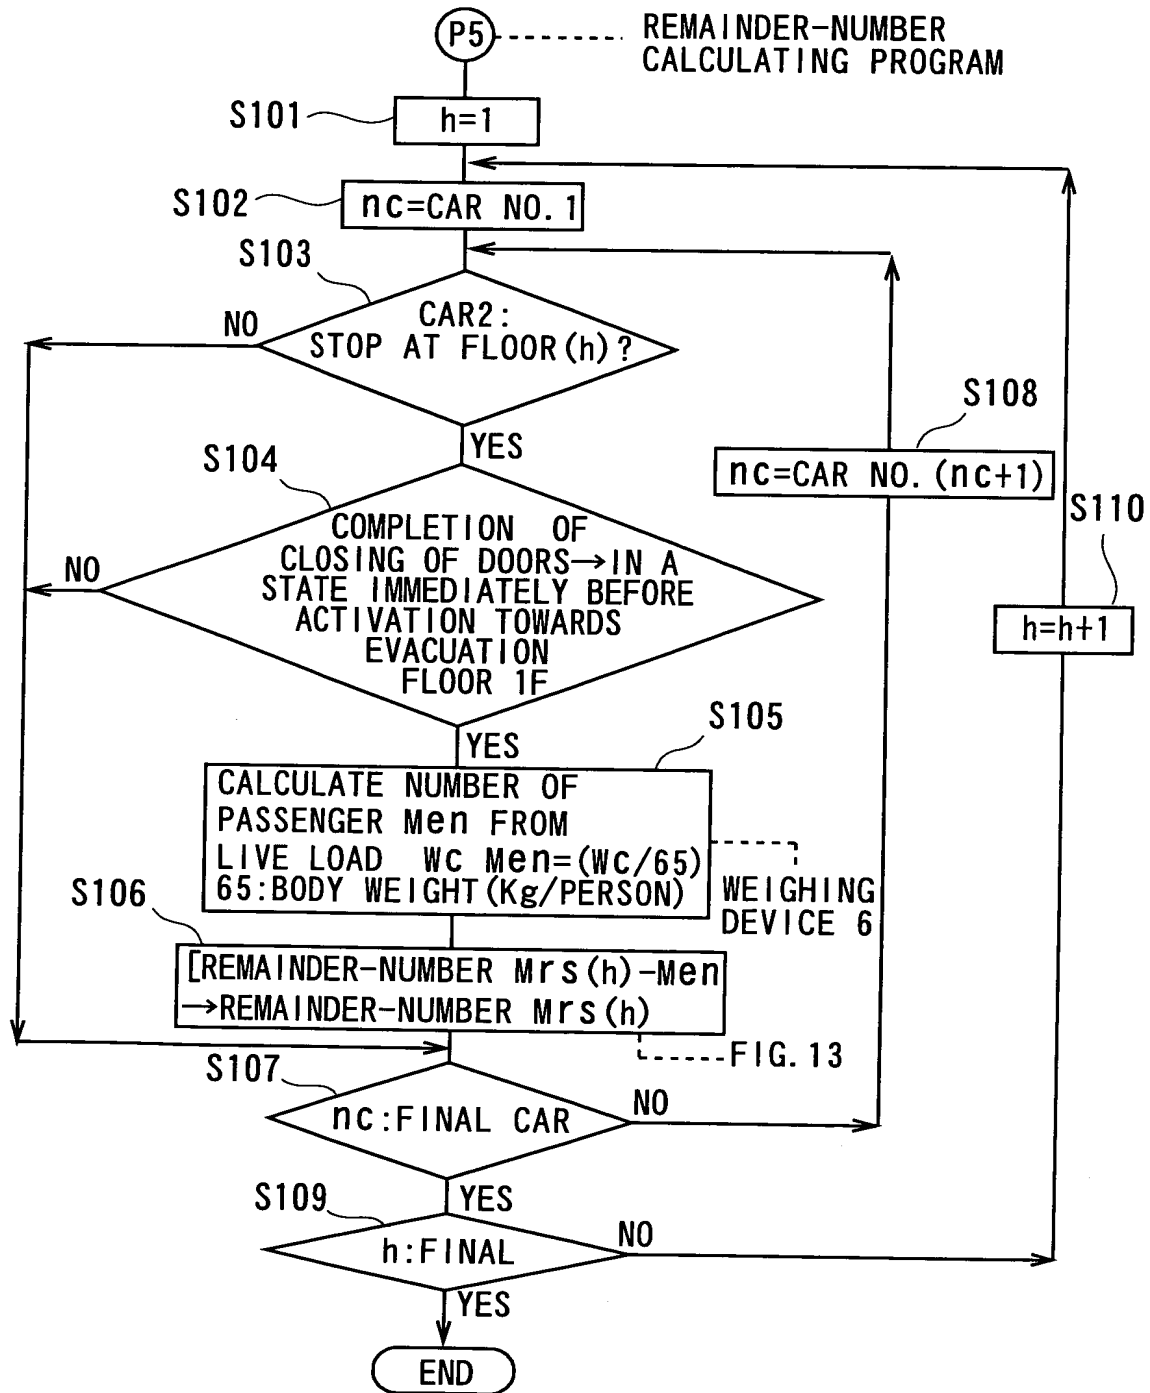 P5
REMAINDER-NUMBER
CALCULATING PROGRAM
S101
h=1
S102
nc=CAR NO.1
S103
CAR2:
STOP AT FLOOR(h)?
NO
YES
S104
COMPLETION OF
CLOSING OF DOORS→IN A
STATE IMMEDIATELY BEFORE
ACTIVATION TOWARDS
EVACUATION
FLOOR 1F
NO
YES
S108
nc=CAR NO.(nc+1)
S110
h=h+1
S105
CALCULATE NUMBER OF
PASSENGER Men FROM
LIVE LOAD Wc Men=(Wc/65)
65:BODY WEIGHT(Kg/PERSON)
WEIGHING
DEVICE 6
S106
[REMAINDER-NUMBER Mrs(h)-Men
→REMAINDER-NUMBER Mrs(h)
FIG.13
S107
nc:FINAL CAR
NO
YES
S109
h:FINAL
NO
YES
END